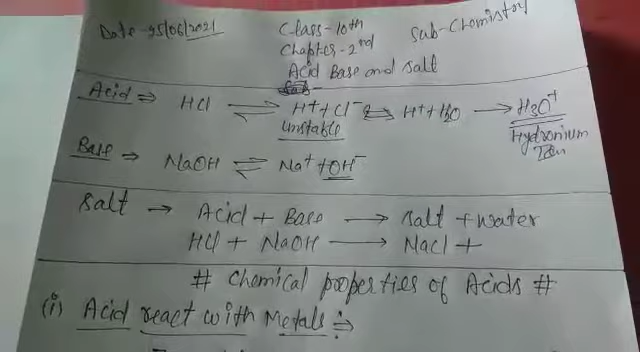 Date-25/06/2021 Class-10th Sub-Chemistry
Chapter-2nd
Acid Base and Salt
Acid ⇒ HCl ⇌ H⁺ + Cl⁻ ⇌ H⁺ + H2O → H3O⁺
unstable Hydronium
Base → NaOH ⇌ Na⁺ + OH⁻
Salt → Acid + Base → Salt + water
HCl + NaOH → NaCl +
# Chemical properties of Acids #
(i) Acid react with Metals ⇒